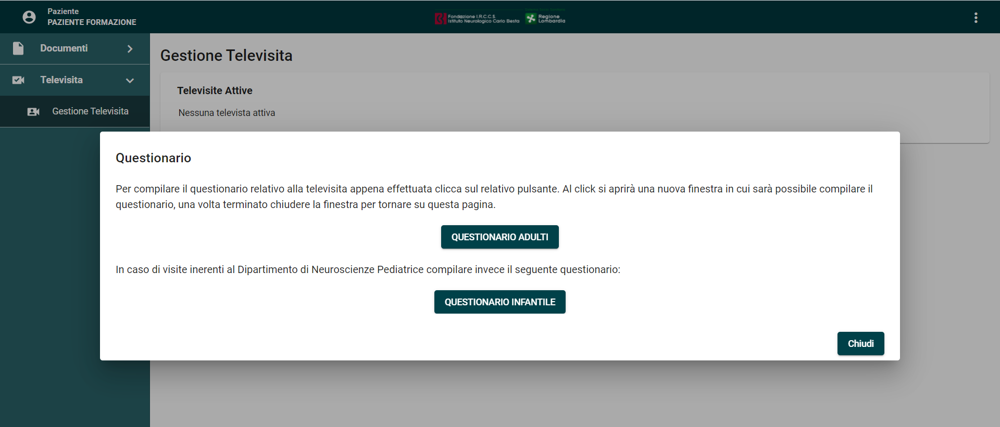 Paziente
PAZIENTE FORMAZIONE
Fondazione I.R.C.C.S.
Istituto Neurologico Carlo Besta
Regione
Lombardia
Documenti
Televisita
Gestione Televisita
Gestione Televisita
Televisite Attive
Nessuna televista attiva
Questionario
Per compilare il questionario relativo alla televisita appena effettuata clicca sul relativo pulsante. Al click si aprirà una nuova finestra in cui sarà possibile compilare il
questionario, una volta terminato chiudere la finestra per tornare su questa pagina.
QUESTIONARIO ADULTI
In caso di visite inerenti al Dipartimento di Neuroscienze Pediatrice compilare invece il seguente questionario:
QUESTIONARIO INFANTILE
Chiudi